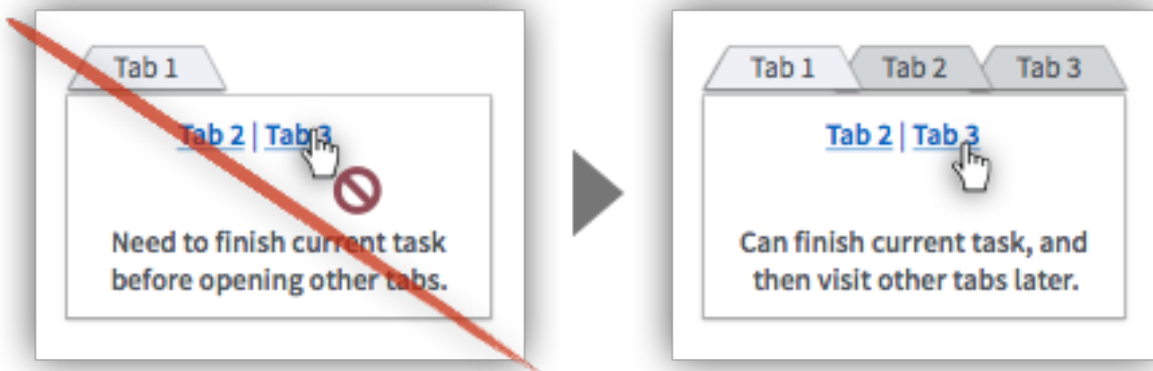 Tab 1
Tab 2 | Tab 3
Need to finish current task
before opening other tabs.
Tab 1 Tab 2 Tab 3
Tab 2 | Tab 3
Can finish current task, and
then visit other tabs later.